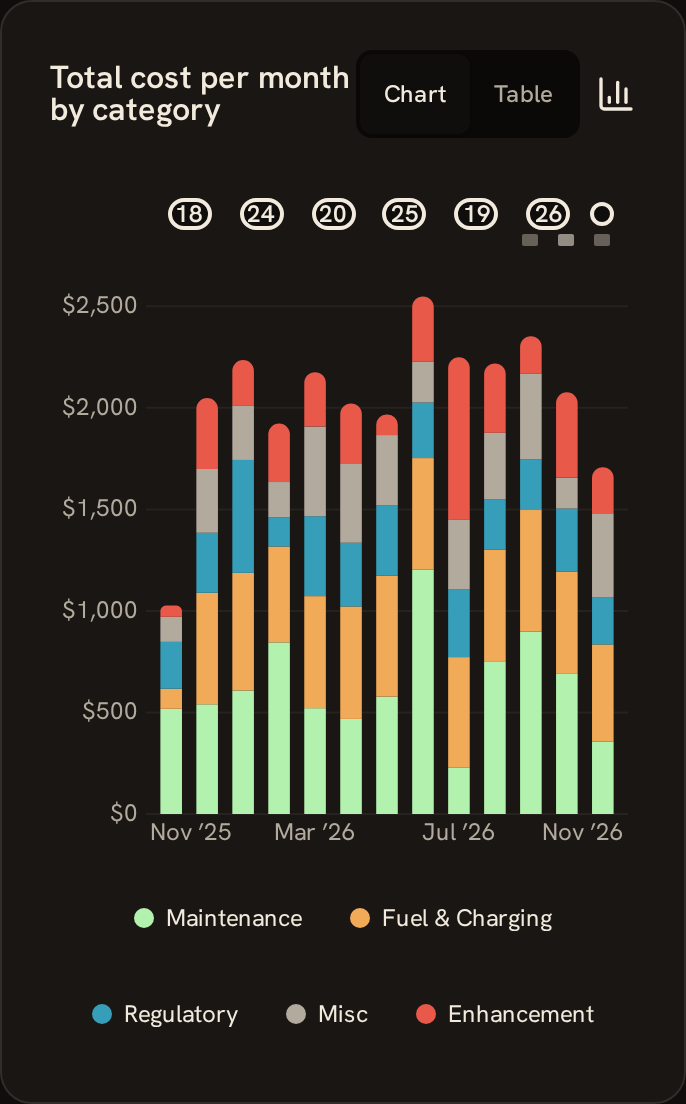 Total cost per month
by category
Chart
Table
18 24 20 25 19 26
$2,500
$2,000
$1,500
$1,000
$500
$0
Nov ’25 Mar ’26 Jul ’26 Nov ’26
Maintenance Fuel & Charging
Regulatory Misc Enhancement